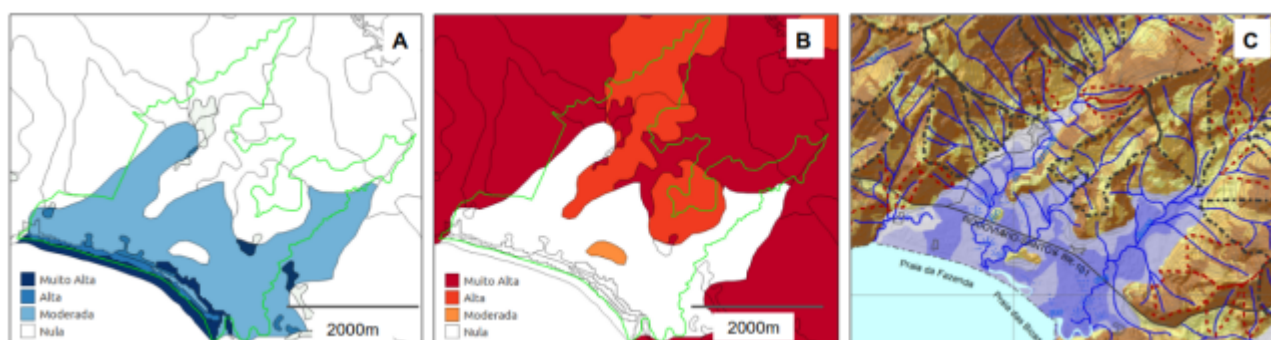 A
Muito Alta
Alta
Moderada
Nula
2000m
B
Muito Alta
Alta
Moderada
Nula
2000m
C
Praia da Fazenda